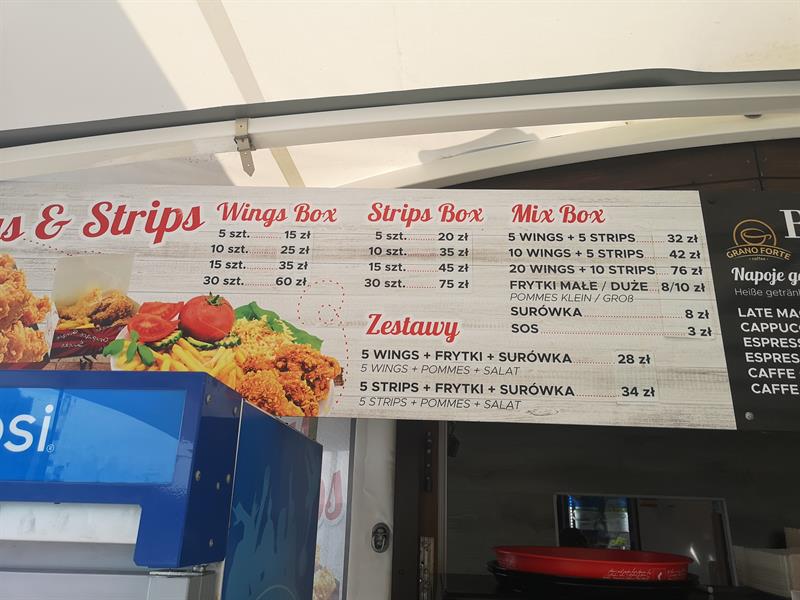 & Strips
Wings Box
5 szt. 15 zł
10 szt. 25 zł
15 szt. 35 zł
30 szt. 60 zł
Strips Box
5 szt. 20 zł
10 szt. 35 zł
15 szt. 45 zł
30 szt. 75 zł
Mix Box
5 WINGS + 5 STRIPS 32 zł
10 WINGS + 5 STRIPS 42 zł
20 WINGS + 10 STRIPS 76 zł
FRYTKI MAŁE / DUŻE 8/10 zł
POMMES KLEIN / GROß
SURÓWKA 8 zł
SOS 3 zł
Zestawy
5 WINGS + FRYTKI + SURÓWKA 28 zł
5 WINGS + POMMES + SALAT
5 STRIPS + FRYTKI + SURÓWKA 34 zł
5 STRIPS + POMMES + SALAT
GRANO FORTE
coffee
Napoje
Heiße
LATE
ESPRESS
ESPRES
CAFFE
CAFFE
si